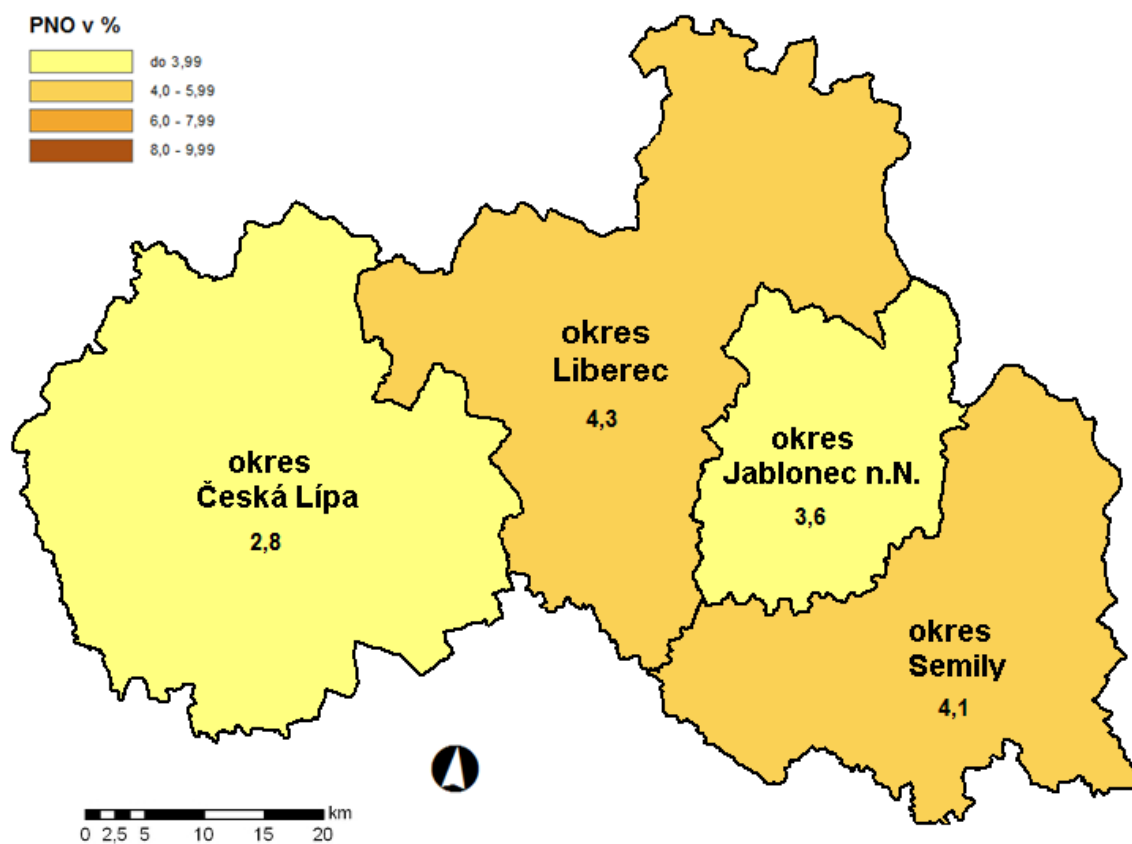 PNO v %
do 3,99
4,0 - 5,99
6,0 - 7,99
8,0 - 9,99
okres
Liberec
4,3
okres
Jablonec n.N.
3,6
okres
Česká Lípa
2,8
okres
Semily
4,1
km
0 2,5 5 10 15 20